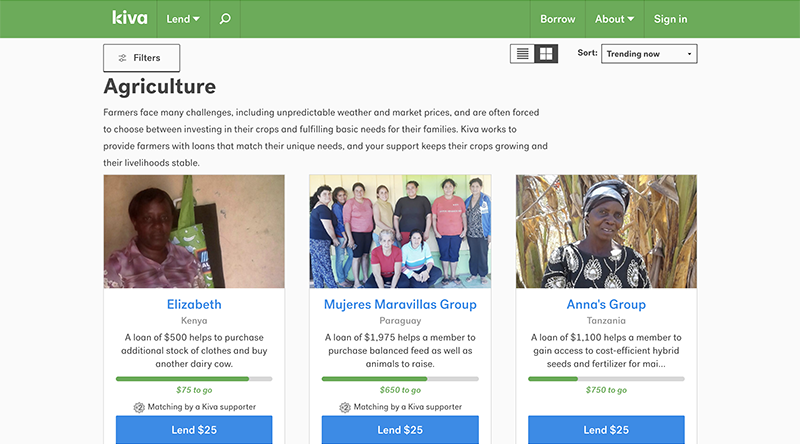 kiva Lend Borrow About Sign in
Filters Sort: Trending now
Agriculture
Farmers face many challenges, including unpredictable weather and market prices, and are often forced
to choose between investing in their crops and fulfilling basic needs for their families. Kiva works to
provide farmers with loans that match their unique needs, and your support keeps their crops growing and
their livelihoods stable.
Elizabeth
Kenya
A loan of $500 helps to purchase
additional stock of clothes and buy
another dairy cow.
$75 to go
Matching by a Kiva supporter
Lend $25
Mujeres Maravillas Group
Paraguay
A loan of $1,975 helps a member to
purchase balanced feed as well as
animals to raise.
$650 to go
Matching by a Kiva supporter
Lend $25
Anna's Group
Tanzania
A loan of $1,100 helps a member to
gain access to cost-efficient hybrid
seeds and fertilizer for mai...
$750 to go
Lend $25